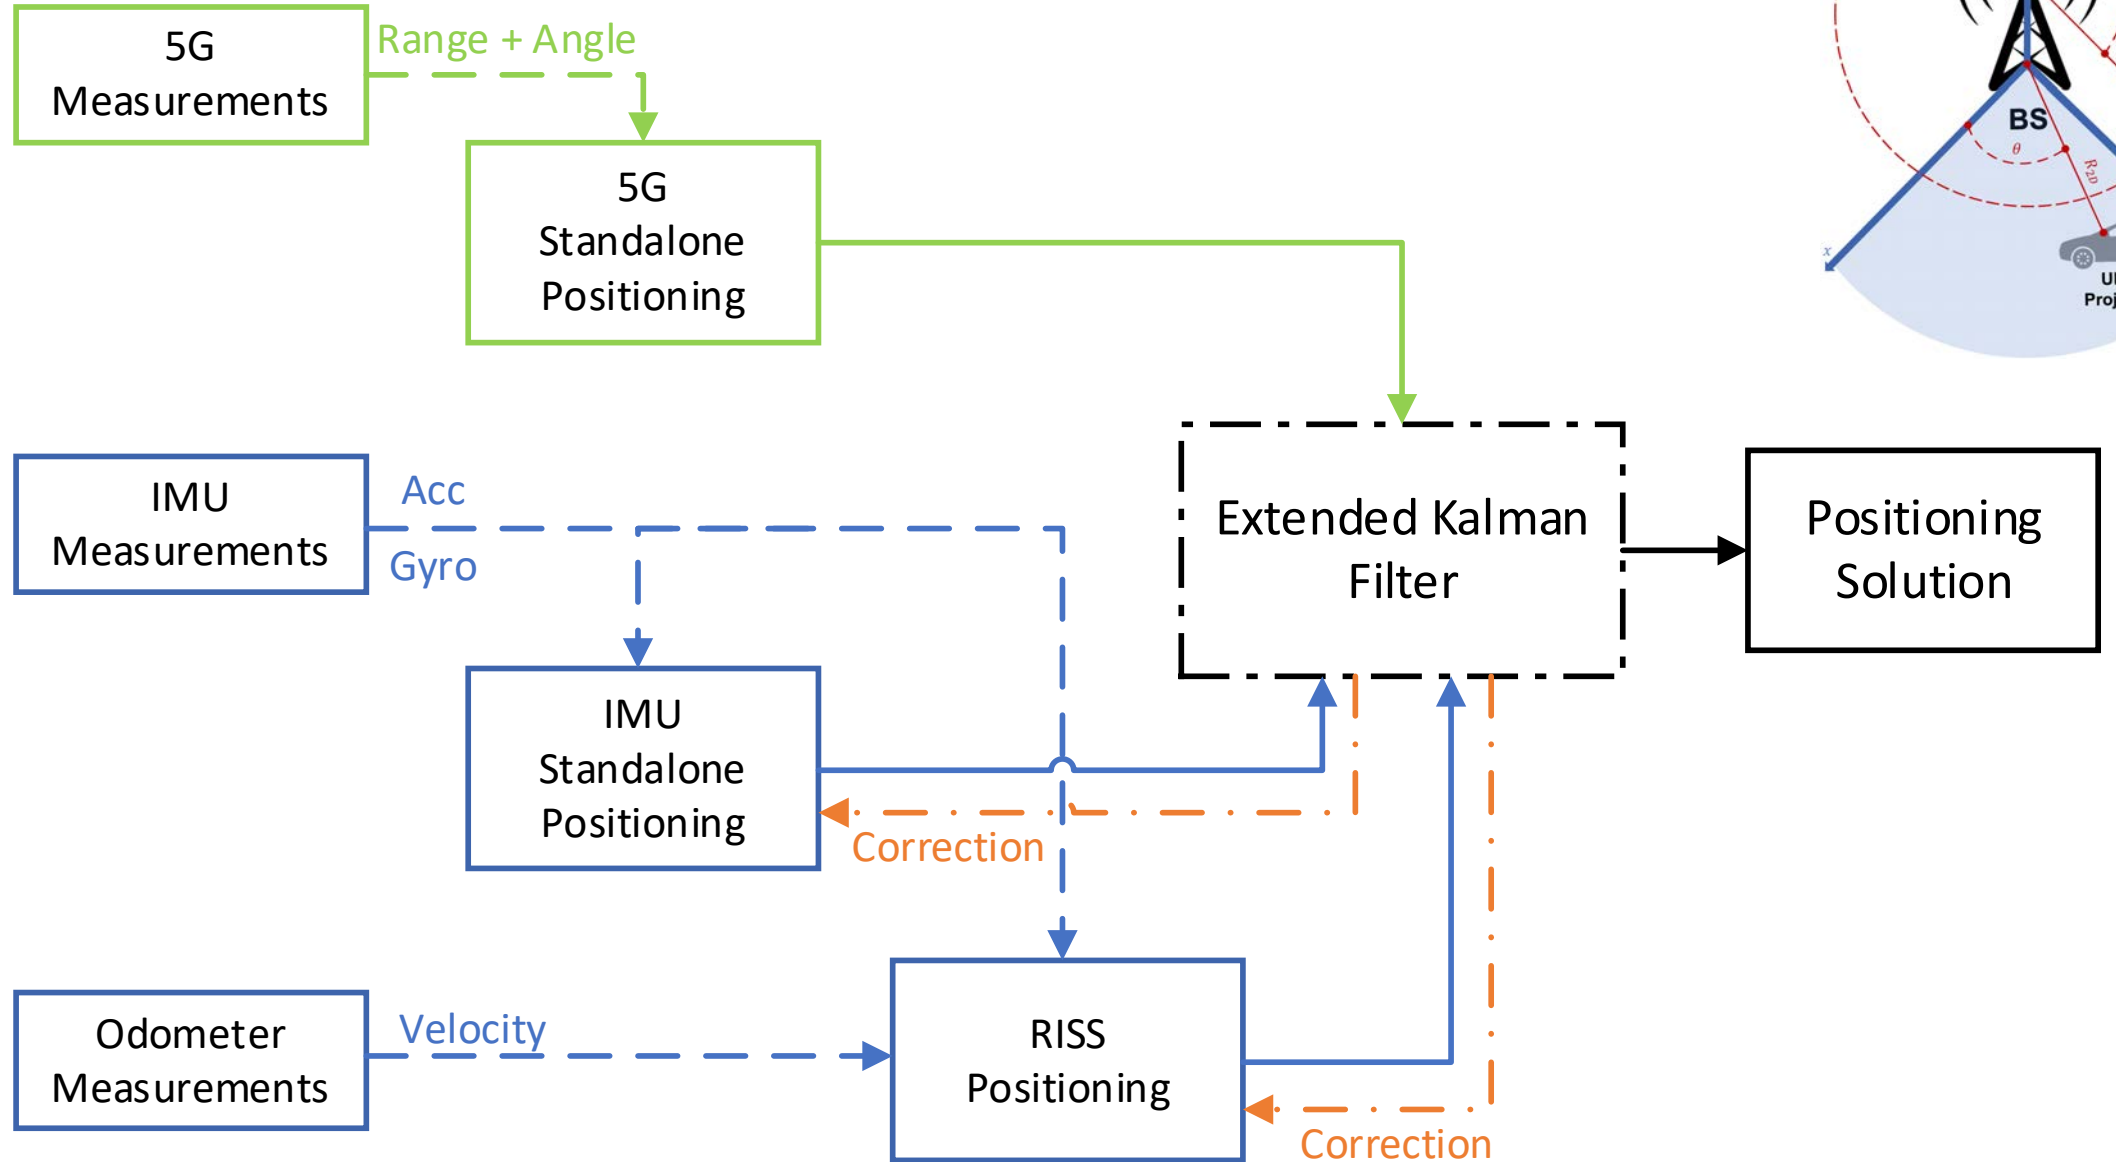 5G
Measurements
Range + Angle
5G
Standalone
Positioning
BS
θ
R2D
x
IMU
Measurements
Acc
Gyro
Extended Kalman
Filter
Positioning
Solution
IMU
Standalone
Positioning
Correction
Odometer
Measurements
Velocity
RISS
Positioning
Correction